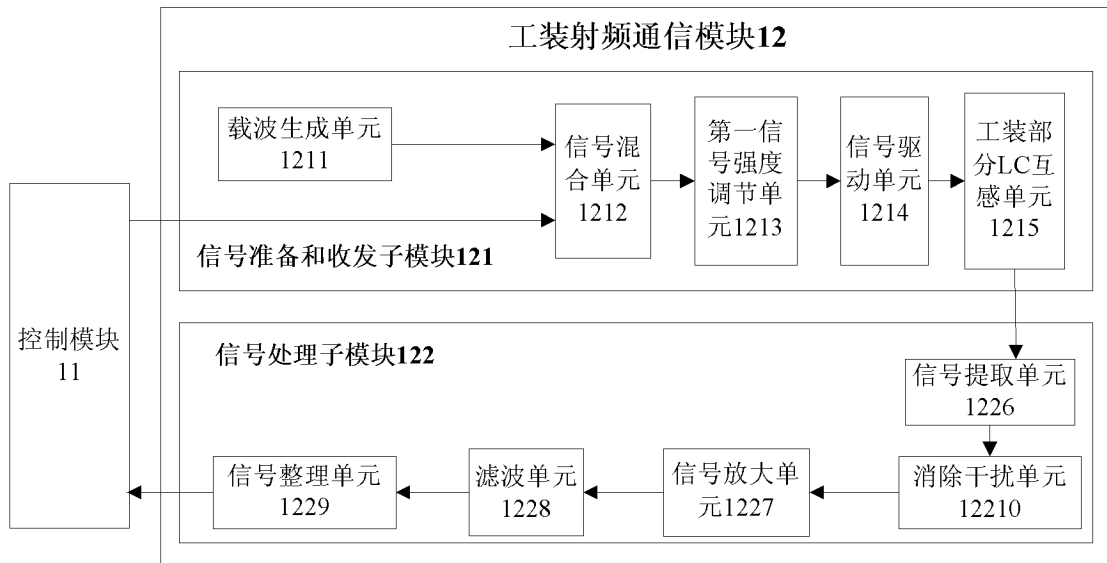 工装射频通信模块12
载波生成单元
1211
信号混
合单元
1212
第一信
号强度
调节单
元1213
信号驱
动单元
1214
工装部
分LC互
感单元
1215
信号准备和收发子模块121
控制模块
11
信号处理子模块122
信号提取单元
1226
信号整理单元
1229
滤波单元
1228
信号放大单
元1227
消除干扰单元
12210